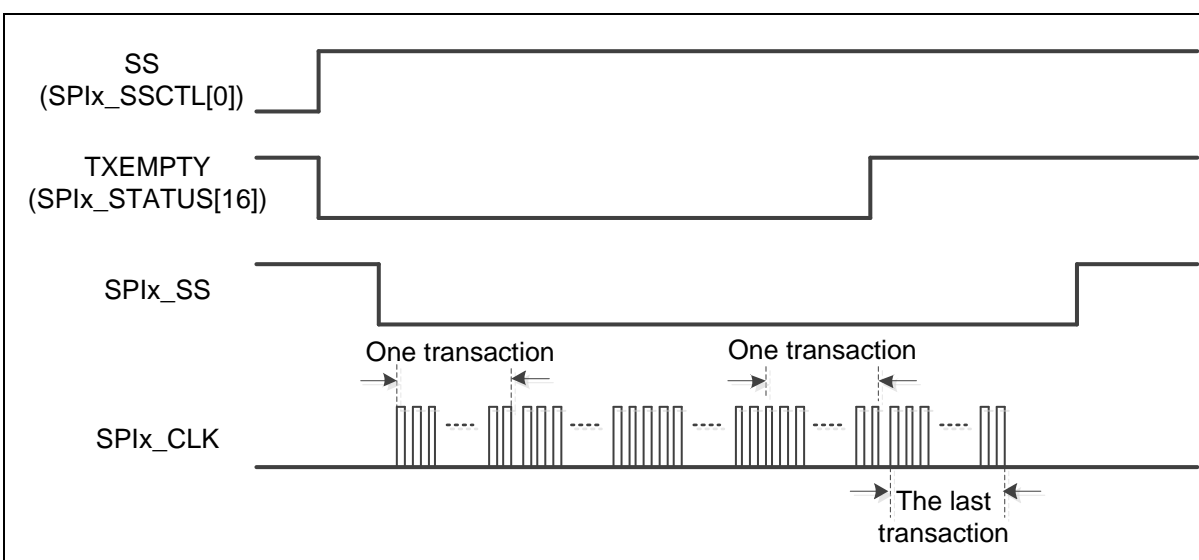 SS
(SPIx_SSCTL[0])
TXEMPTY
(SPIx_STATUS[16])
SPIx_SS
One transaction
One transaction
SPIx_CLK
The last
transaction